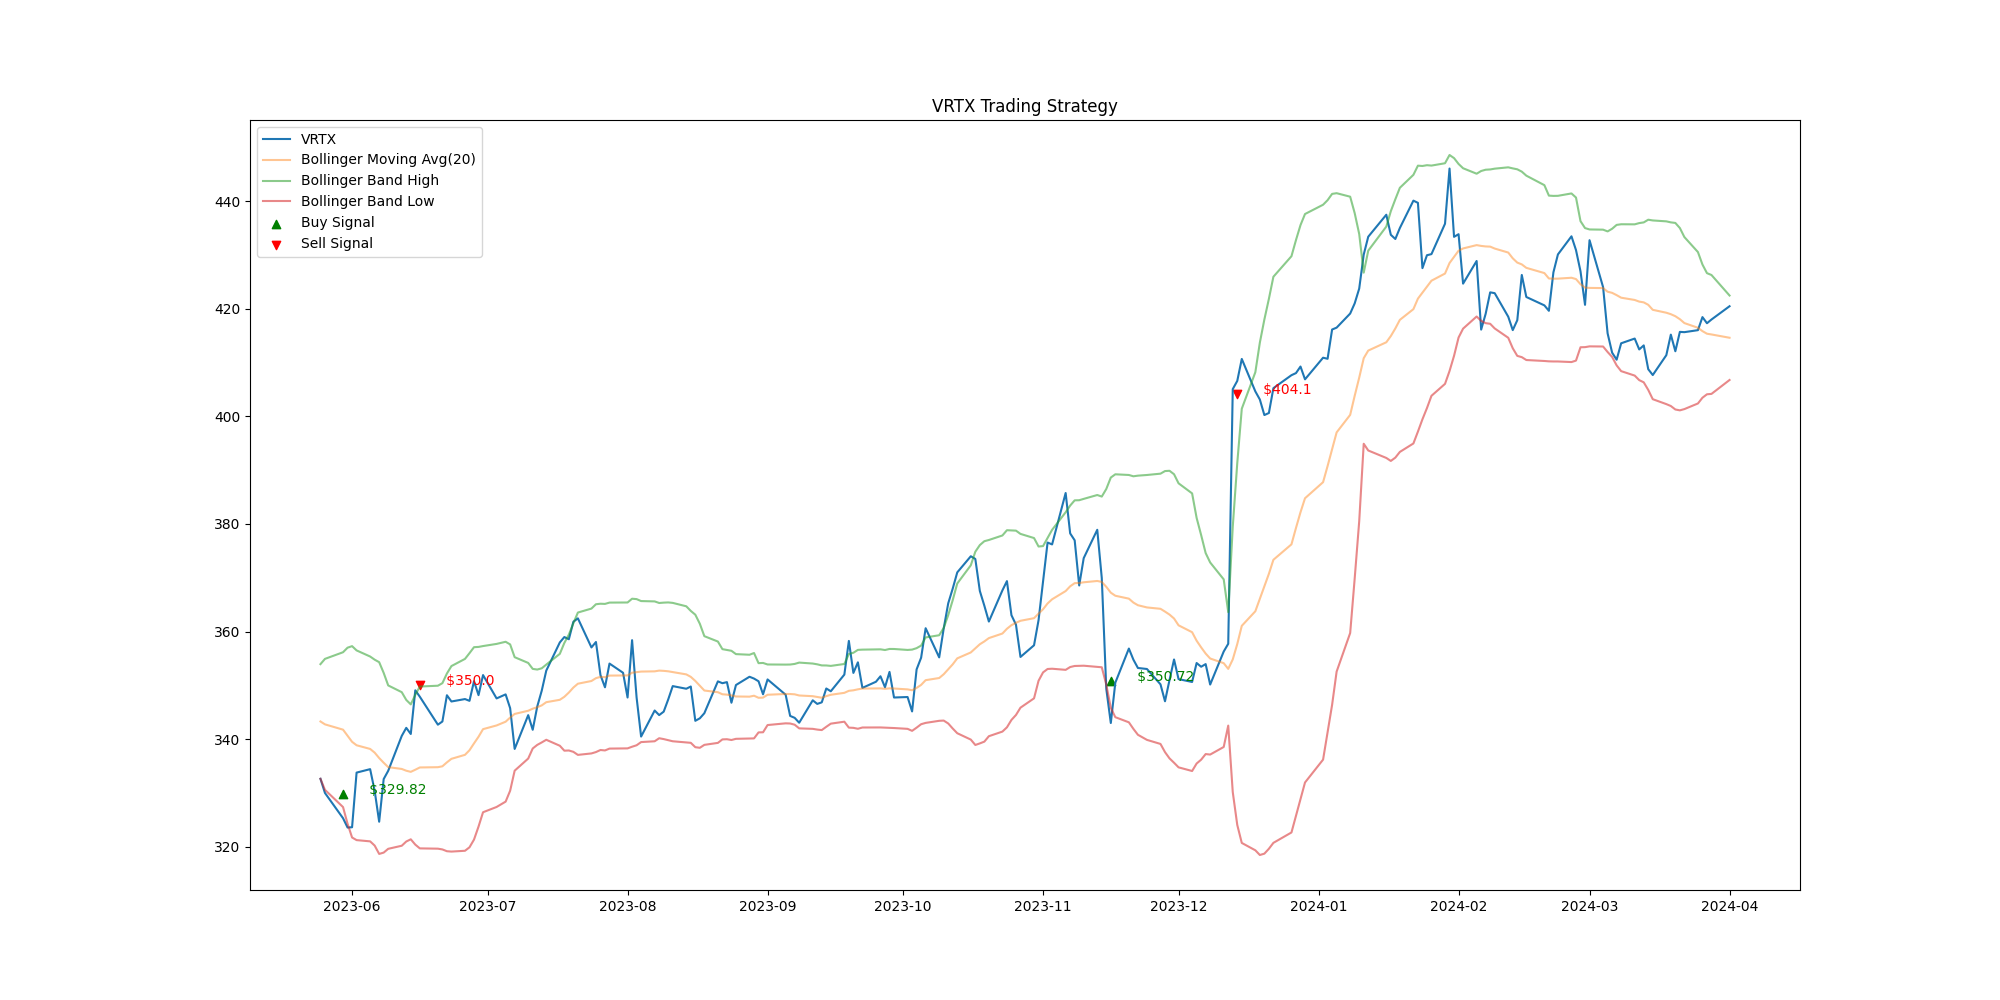 VRTX Trading Strategy
VRTX
Bollinger Moving Avg(20)
Bollinger Band High
Bollinger Band Low
Buy Signal
Sell Signal
440
420
400
380
360
340
320
$329.82
$350.0
$350.72
$404.1
2023-06 2023-07 2023-08 2023-09 2023-10 2023-11 2023-12 2024-01 2024-02 2024-03 2024-04